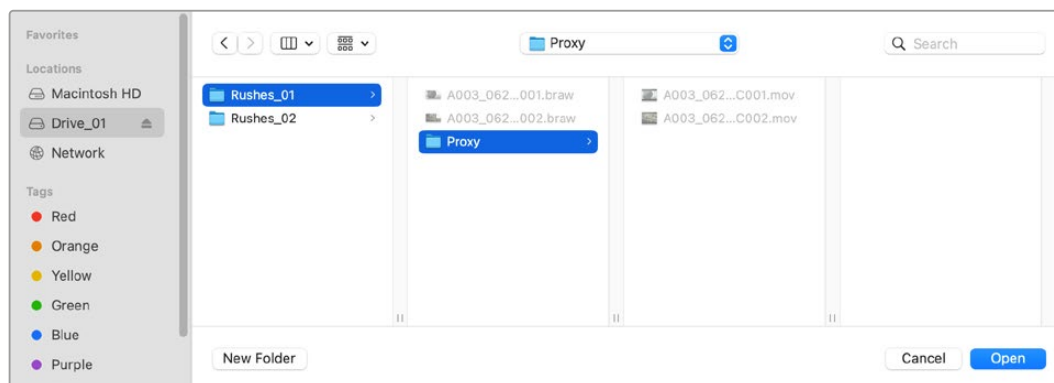 Favorites
Locations
Macintosh HD
Drive_01
Network
Tags
Red
Orange
Yellow
Green
Blue
Purple
Proxy
Search
Rushes_01
Rushes_02
A003_062...001.braw
A003_062...002.braw
Proxy
A003_062...C001.mov
A003_062...C002.mov
New Folder
Cancel
Open